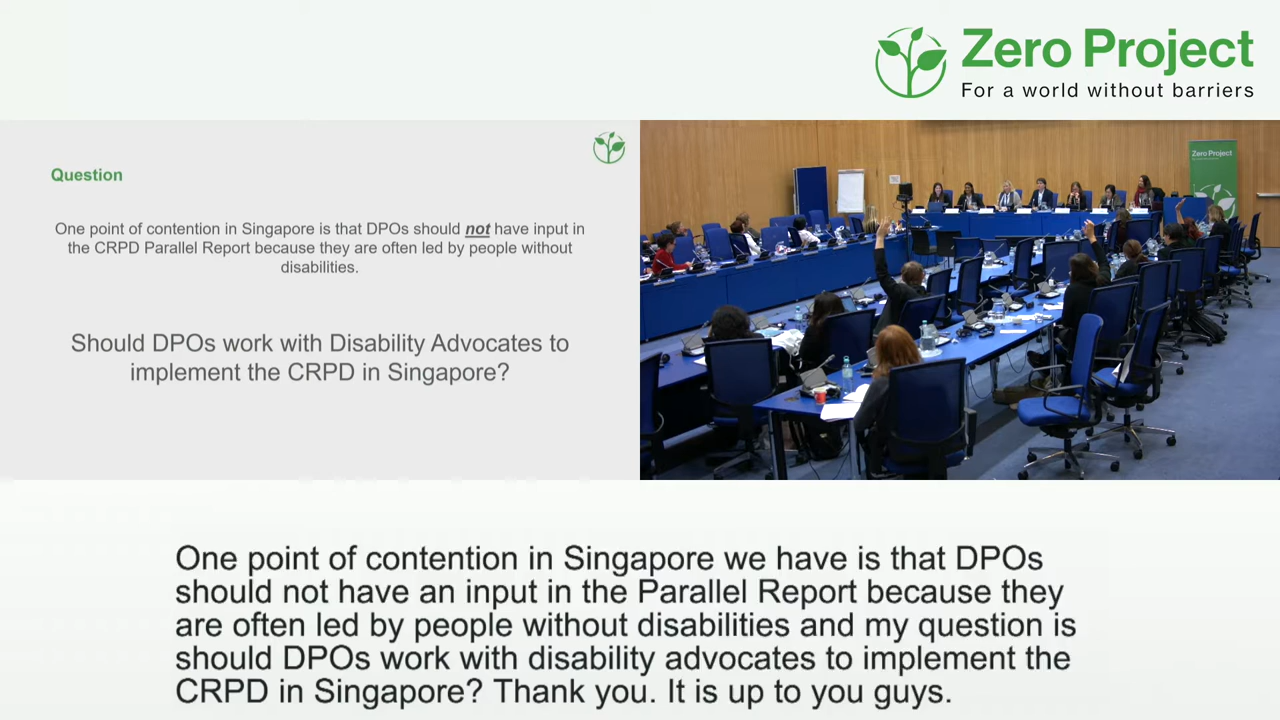 Zero Project
For a world without barriers
Question
One point of contention in Singapore is that DPOs should not have input in
the CRPD Parallel Report because they are often led by people without
disabilities.
Should DPOs work with Disability Advocates to
implement the CRPD in Singapore?
Zero Project
One point of contention in Singapore we have is that DPOs
should not have an input in the Parallel Report because they
are often led by people without disabilities and my question is
should DPOs work with disability advocates to implement the
CRPD in Singapore? Thank you. It is up to you guys.